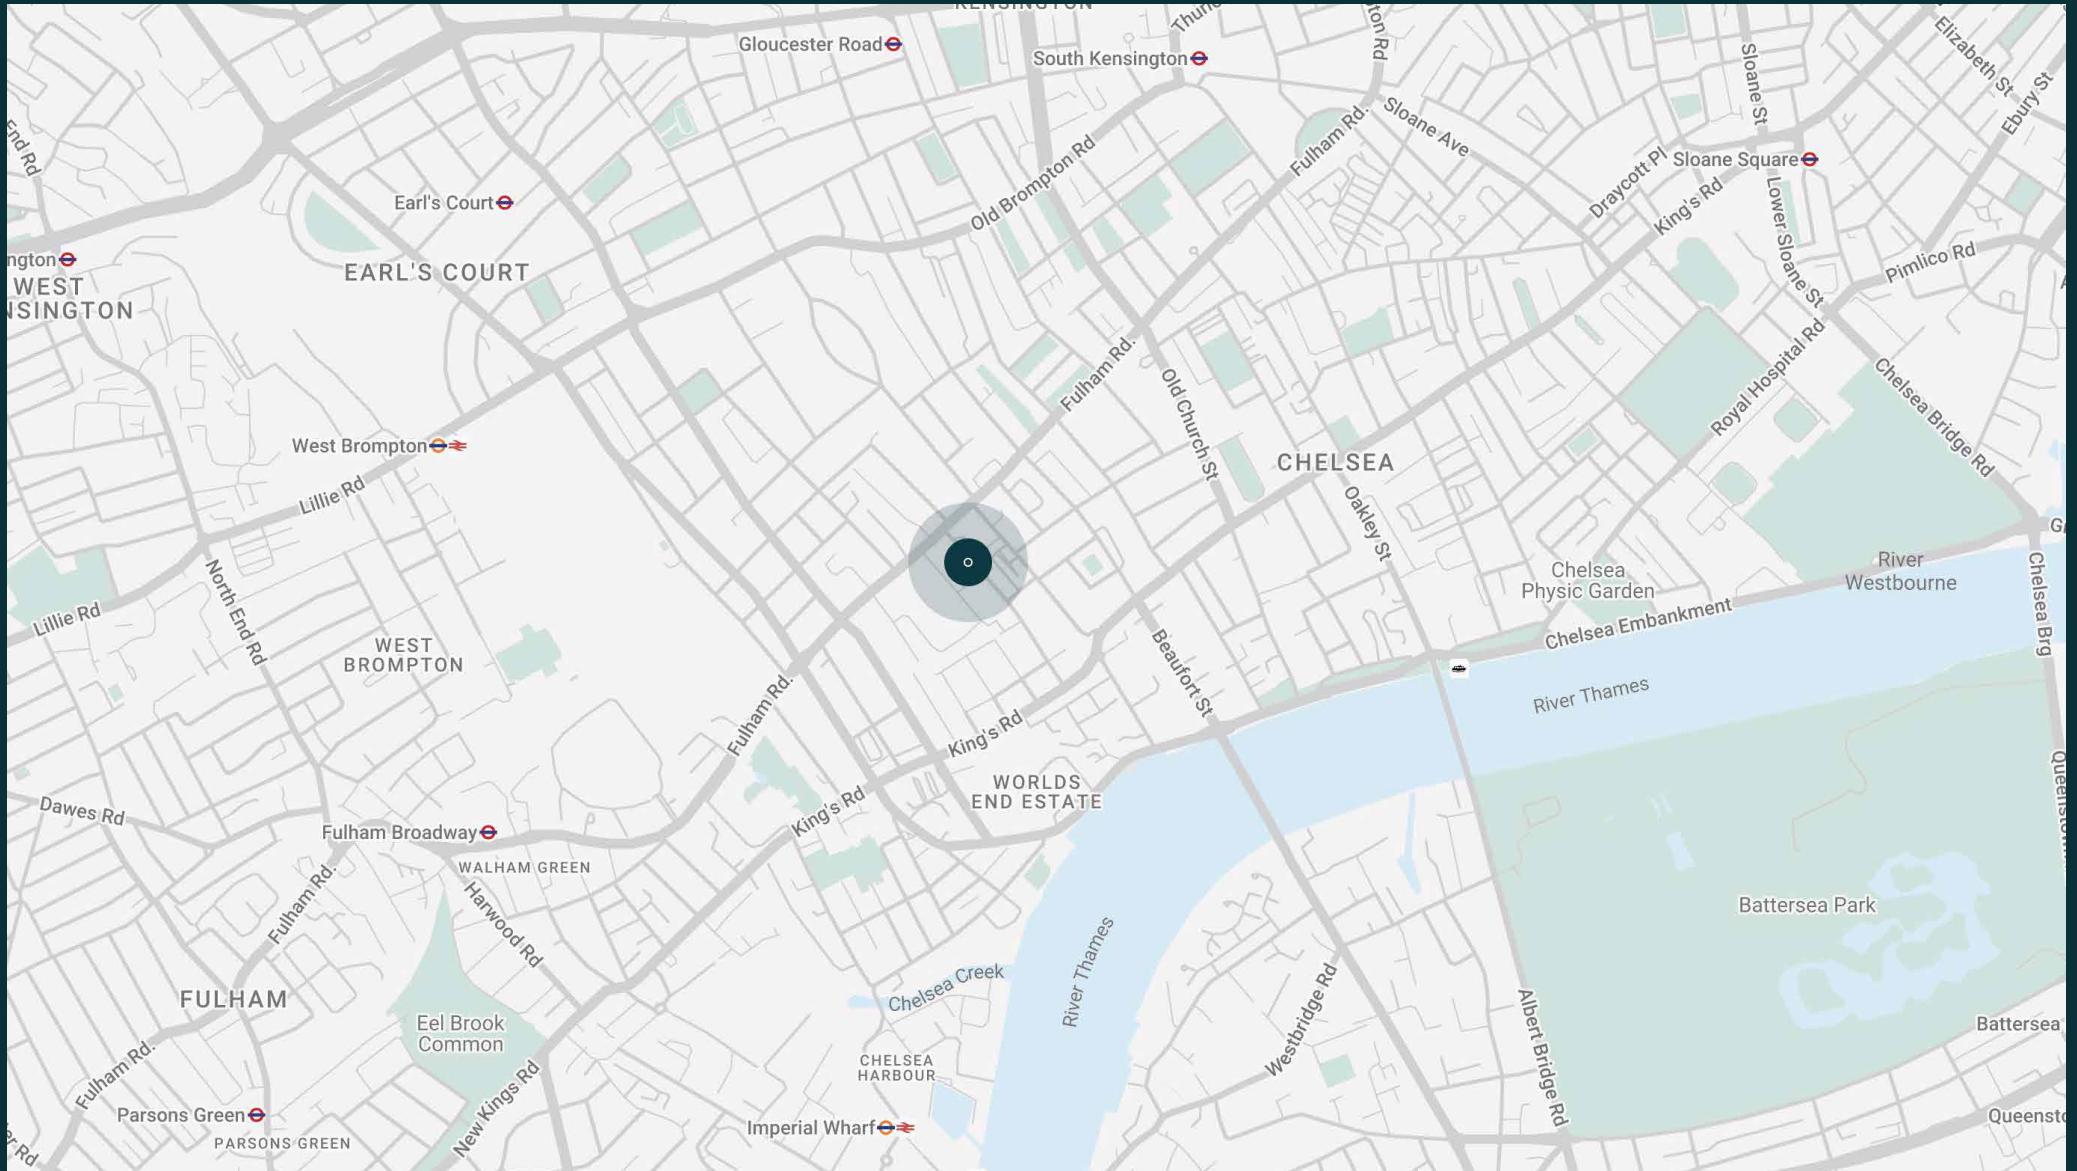 KENSINGTON
Gloucester Road
South Kensington
Sloane St
Elizabeth St
Ebury St
End Rd
Fulham Rd.
Sloane Ave
Draycott Pl
Sloane Square
King's Rd
Earl's Court
Old Brompton Rd
Lower Sloane St
Pimlico Rd
ngton
WEST
NSINGTON
EARL'S COURT
Fulham Rd.
Royal Hospital Rd
Old Church St
Chelsea Bridge Rd
West Brompton
Lillie Rd
CHELSEA
Oakley St
North End Rd
Lillie Rd
Chelsea
Physic Garden
River
Westbourne
Chelsea Embankment
Chelsea Brg
WEST
BROMPTON
Beaufort St
Fulham Rd.
King's Rd
River Thames
WORLDS
END ESTATE
King's Rd
Dawes Rd
Fulham Broadway
WALHAM GREEN
Fulham Rd.
Harwood Rd
Battersea Park
River Thames
Chelsea Creek
FULHAM
Eel Brook
Common
Westbridge Rd
Albert Bridge Rd
Battersea
Fulham Rd.
CHELSEA
HARBOUR
New Kings Rd
Parsons Green
PARSONS GREEN
Imperial Wharf
Queenst